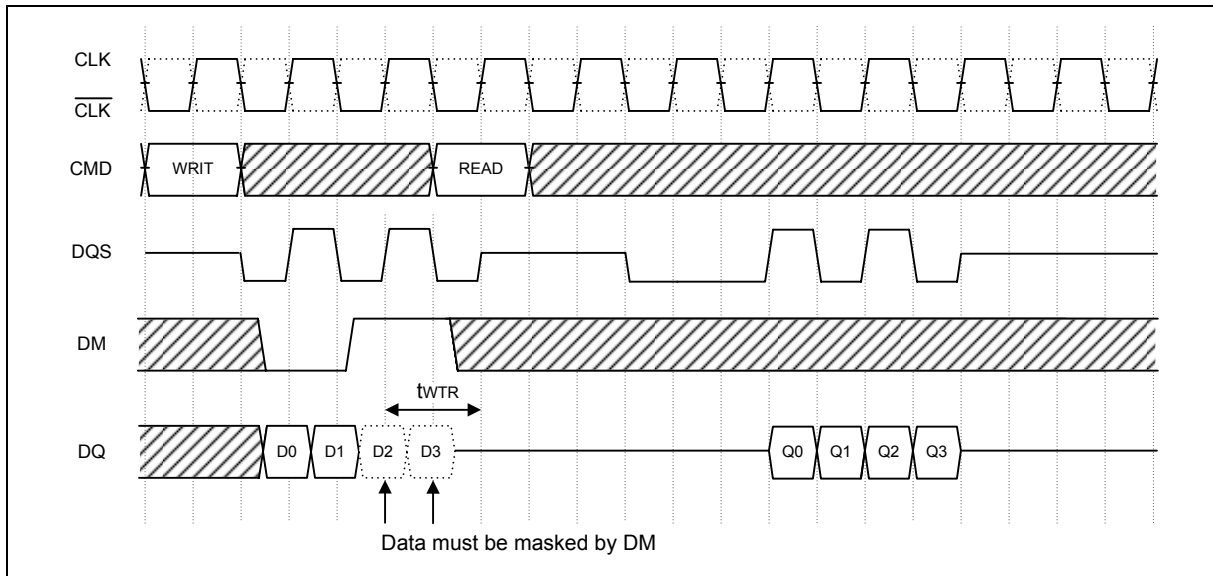 CLK
CLK
CMD WRIT READ
DQS
DM
tWTR
DQ D0 D1 D2 D3 Q0 Q1 Q2 Q3
Data must be masked by DM